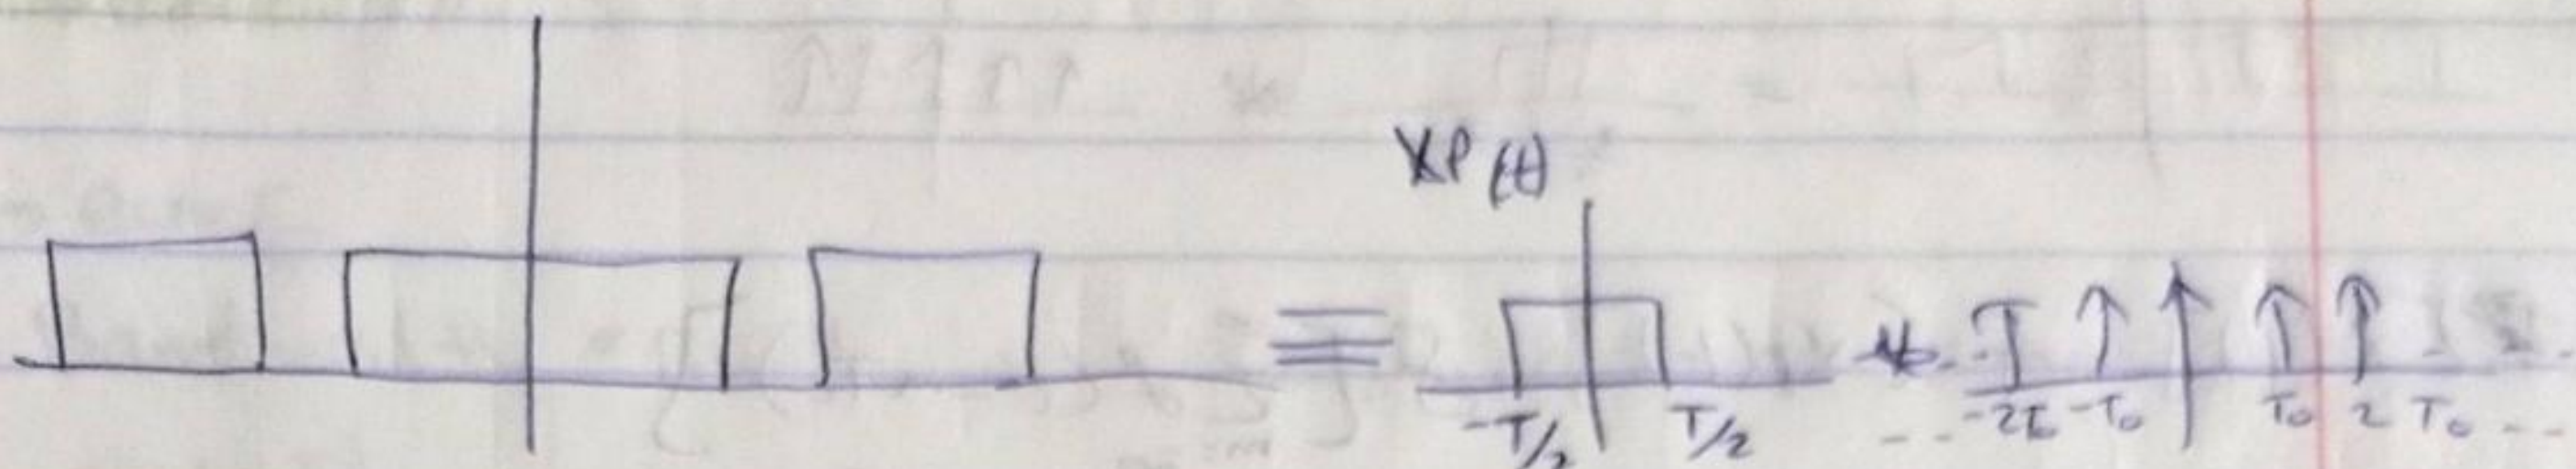 XP(t)
≡
*
-T/2 T/2
-- -2T₀ -T₀ T₀ 2T₀ --